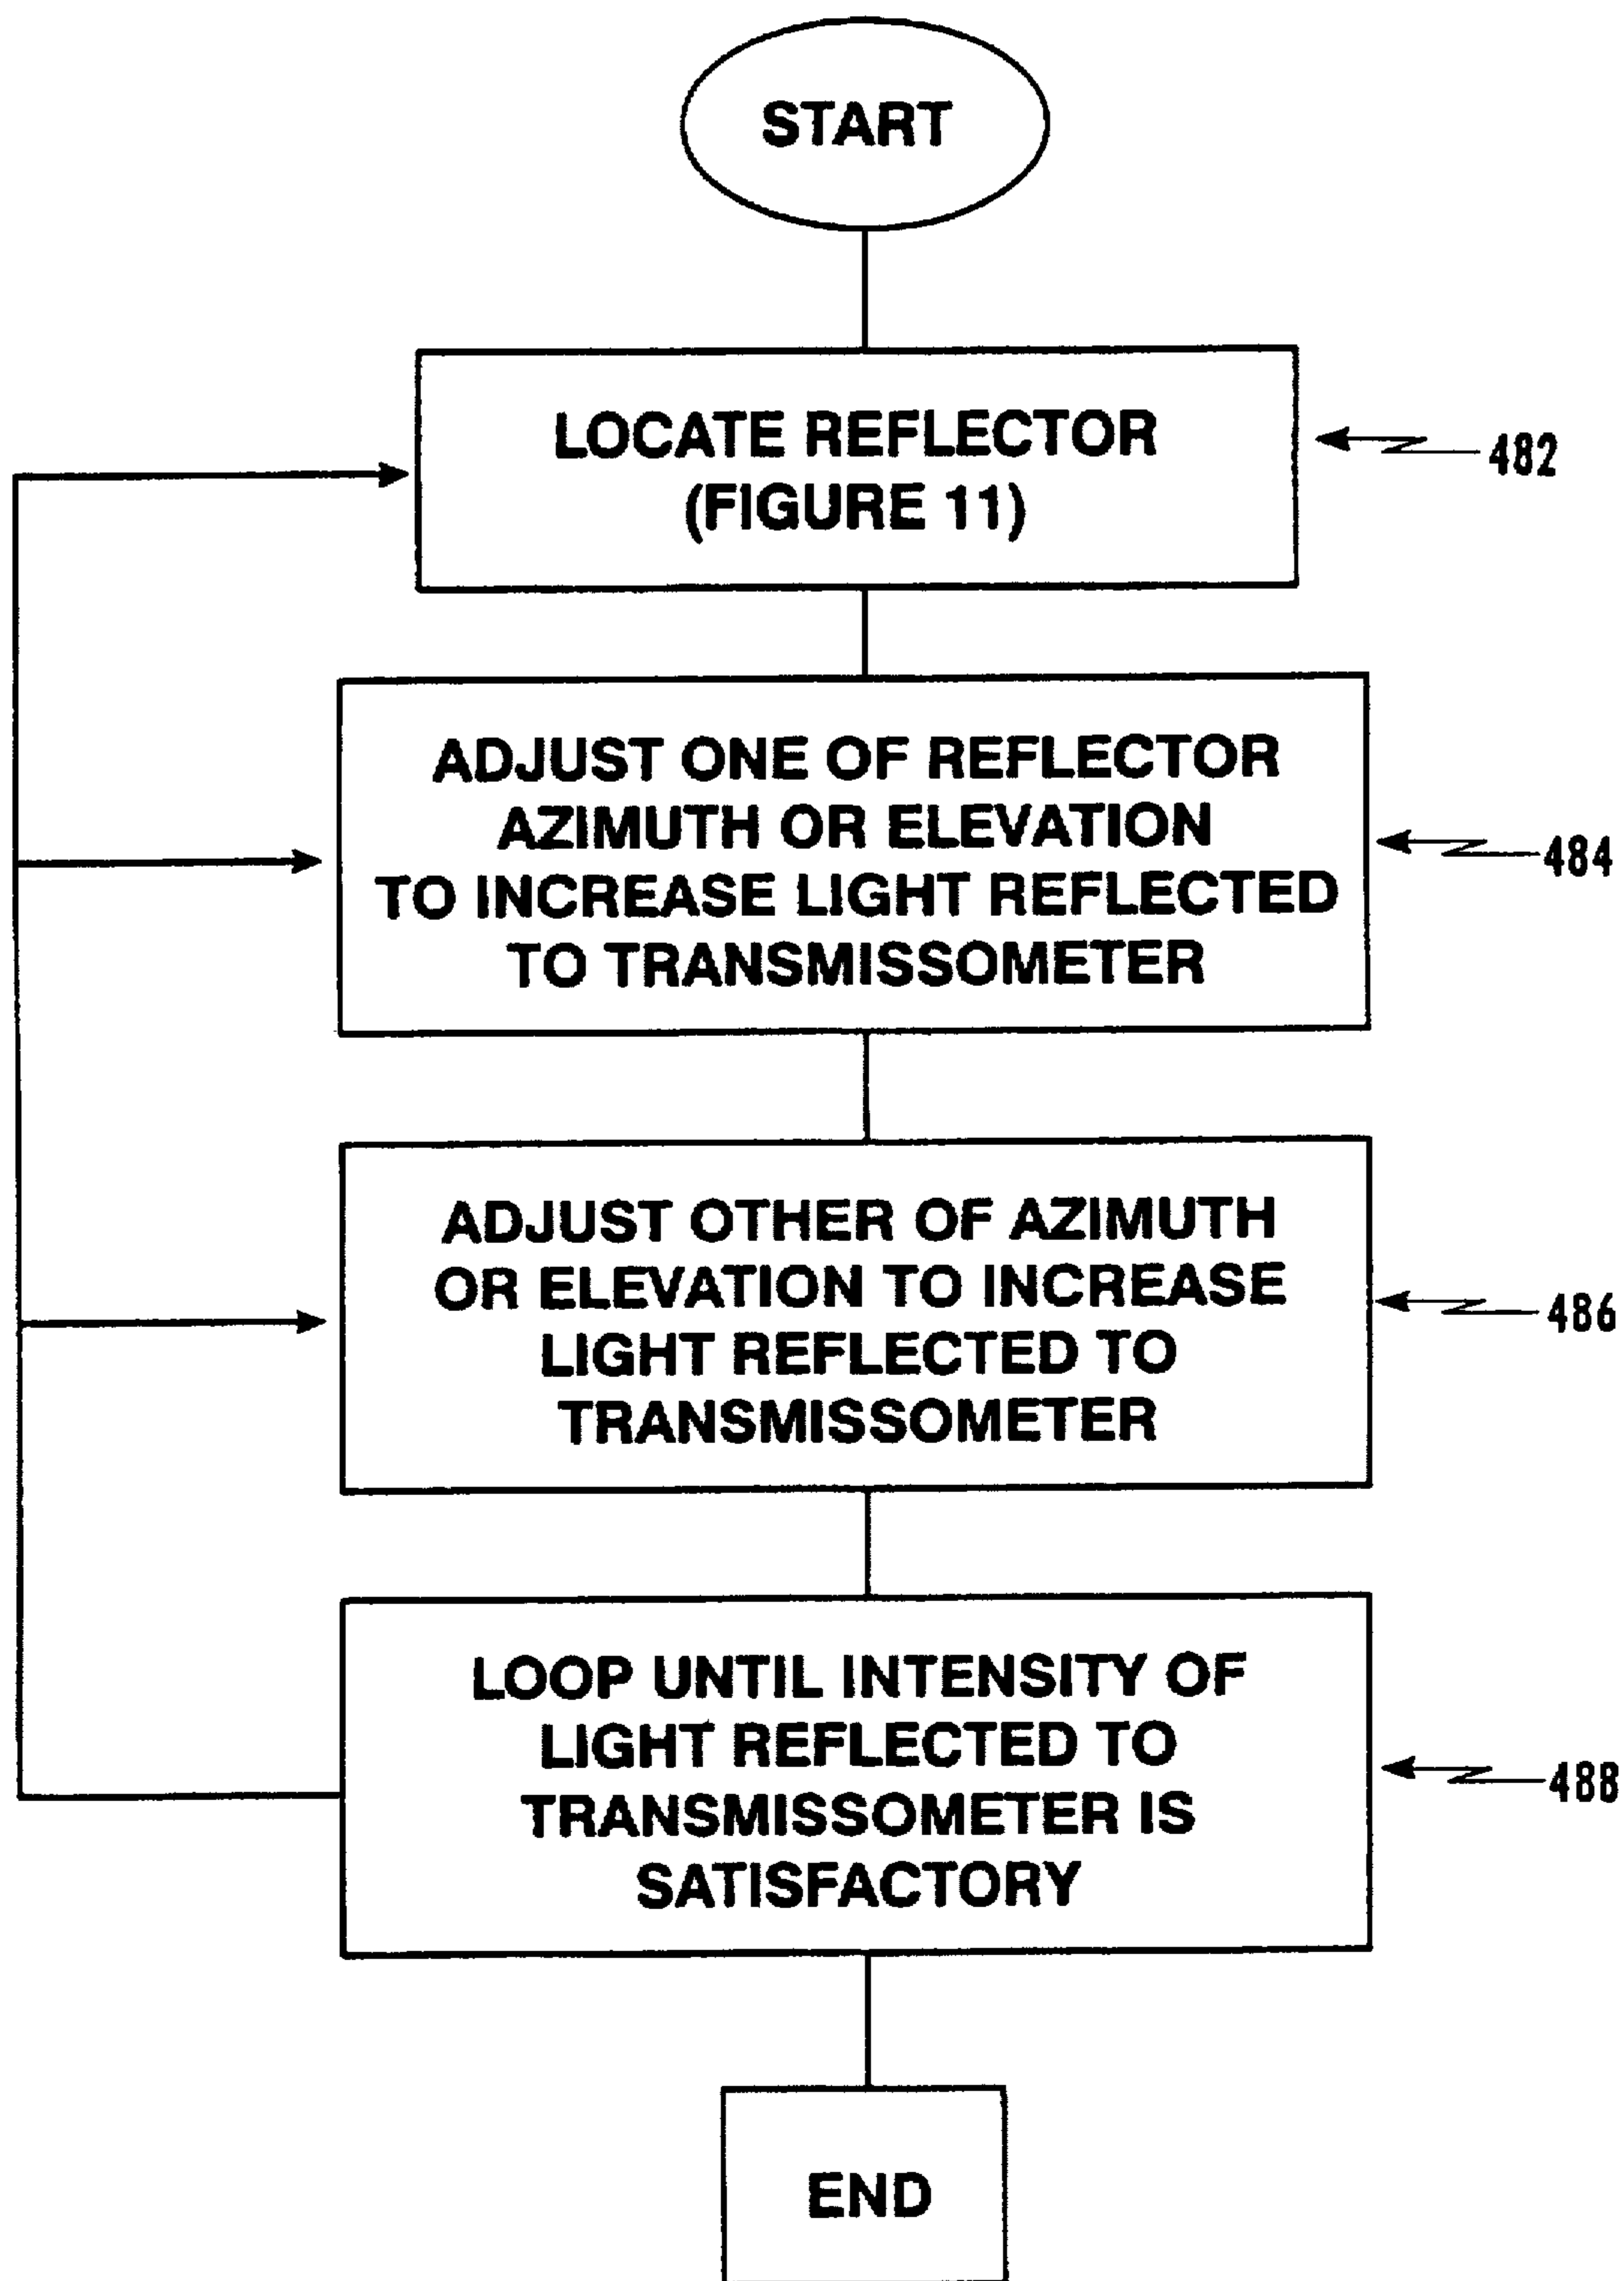 START
LOCATE REFLECTOR
(FIGURE 11)
482
ADJUST ONE OF REFLECTOR
AZIMUTH OR ELEVATION
TO INCREASE LIGHT REFLECTED
TO TRANSMISSOMETER
484
ADJUST OTHER OF AZIMUTH
OR ELEVATION TO INCREASE
LIGHT REFLECTED TO
TRANSMISSOMETER
486
LOOP UNTIL INTENSITY OF
LIGHT REFLECTED TO
TRANSMISSOMETER IS
SATISFACTORY
488
END